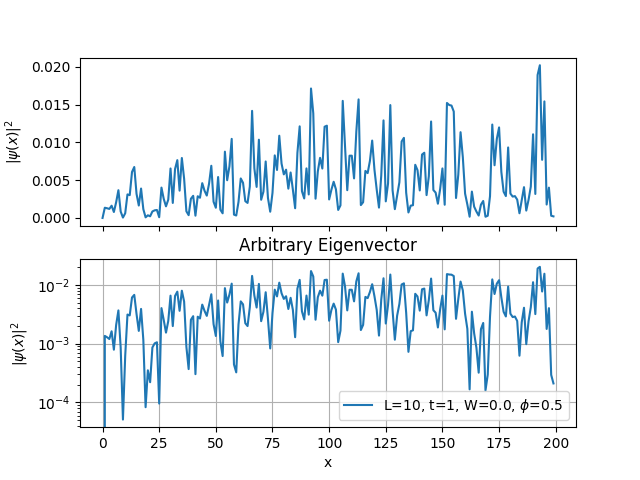 0.020
0.015
0.010
0.005
0.000
|ψ(x)|²
Arbitrary Eigenvector
10⁻²
10⁻³
10⁻⁴
|ψ(x)|²
L=10, t=1, W=0.0, ϕ=0.5
0 25 50 75 100 125 150 175 200
x